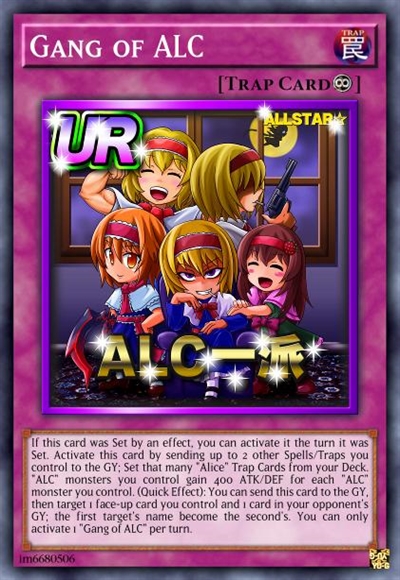 GANG OF ALC
TRAP
罠
[TRAP CARD ]
UR
ALLSTAR☆
ALC一派
If this card was Set by an effect, you can activate it the turn it was
Set. Activate this card by sending up to 2 other Spells/Traps you
control to the GY; Set that many "Alice" Trap Cards from your Deck.
"ALC" monsters you control gain 400 ATK/DEF for each "ALC"
monster you control. (Quick Effect): You can send this card to the GY,
then target 1 face-up card you control and 1 card in your opponent's
GY; the first target's name become the second's. You can only
activate 1 "Gang of ALC" per turn.
im6680506